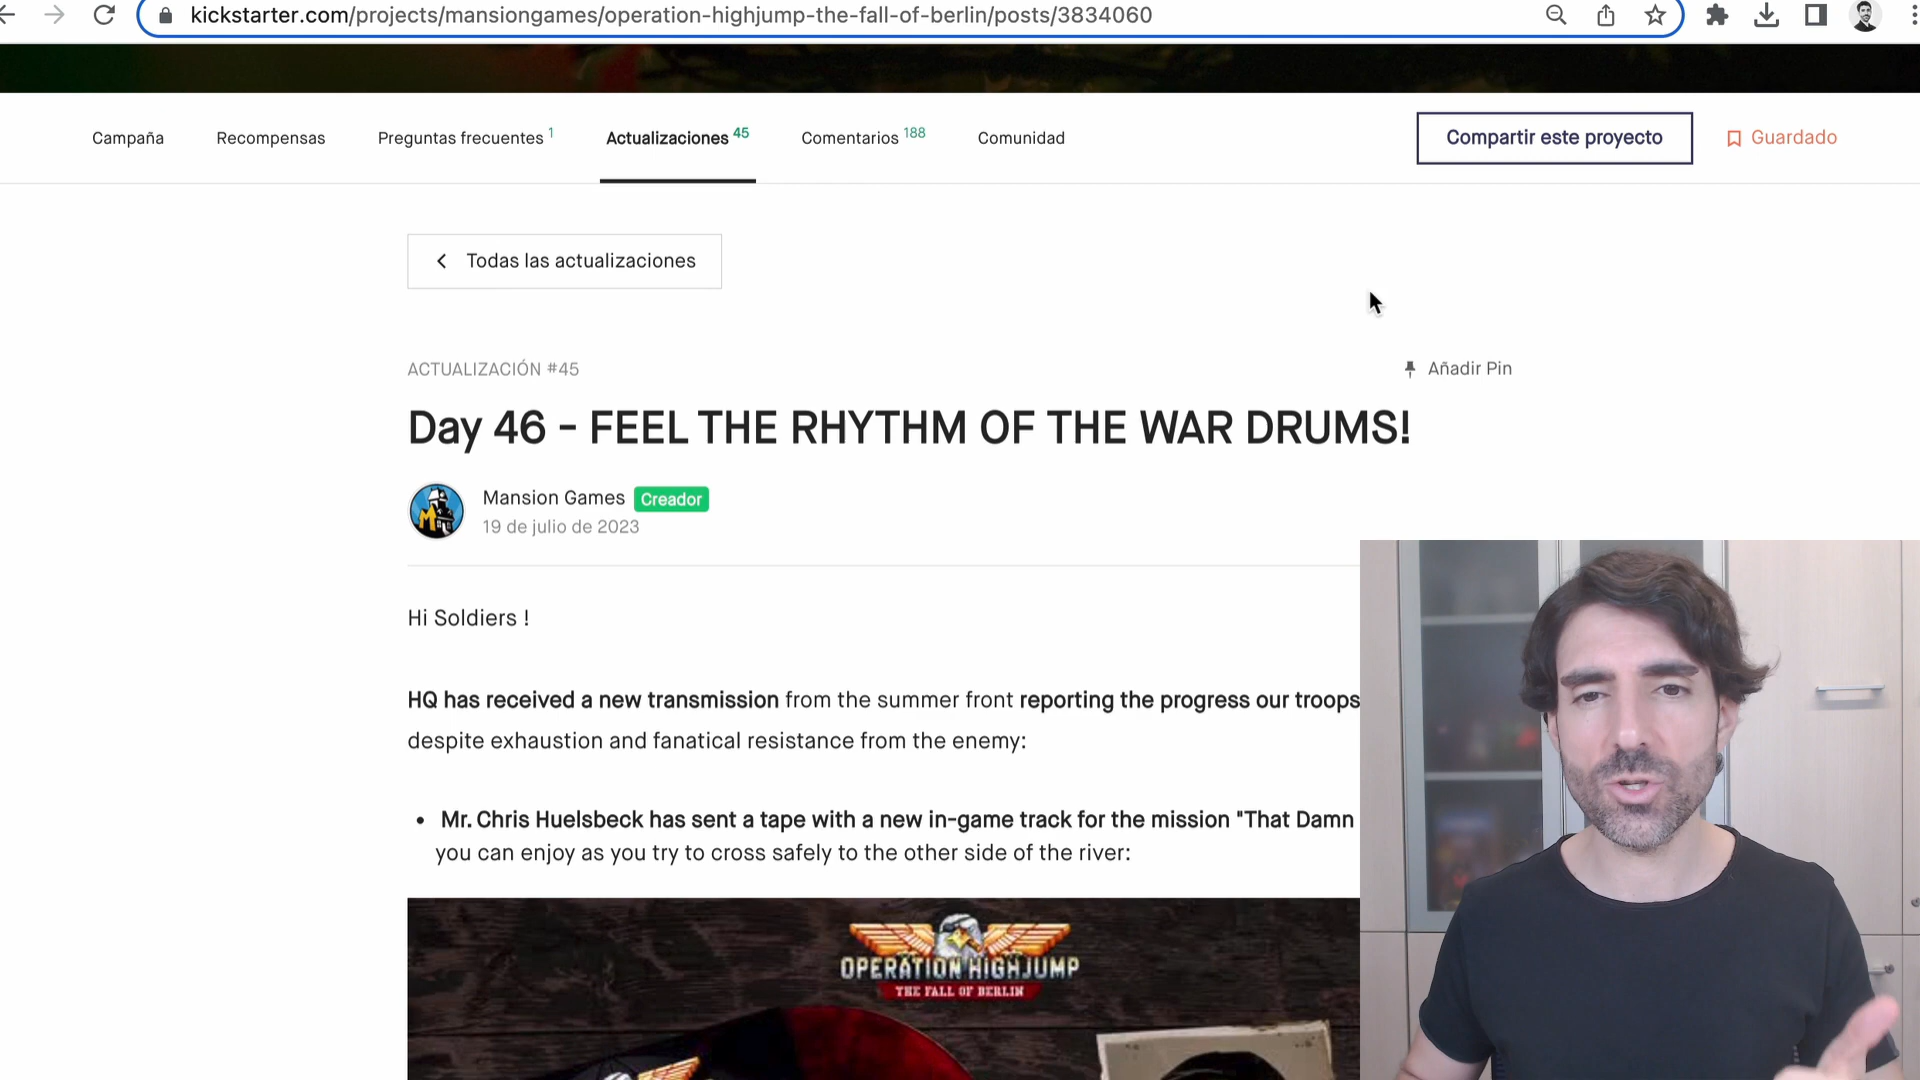 kickstarter.com/projects/mansiongames/operation-highjump-the-fall-of-berlin/posts/3834060
Campaña Recompensas Preguntas frecuentes 1 Actualizaciones 45 Comentarios 188 Comunidad Compartir este proyecto Guardado
Todas las actualizaciones
ACTUALIZACIÓN #45 Añadir Pin
Day 46 - FEEL THE RHYTHM OF THE WAR DRUMS!
Mansion Games Creador
19 de julio de 2023
Hi Soldiers !
HQ has received a new transmission from the summer front reporting the progress our troops
despite exhaustion and fanatical resistance from the enemy:
• Mr. Chris Huelsbeck has sent a tape with a new in-game track for the mission "That Damn
you can enjoy as you try to cross safely to the other side of the river:
OPERATION HIGHJUMP
THE FALL OF BERLIN